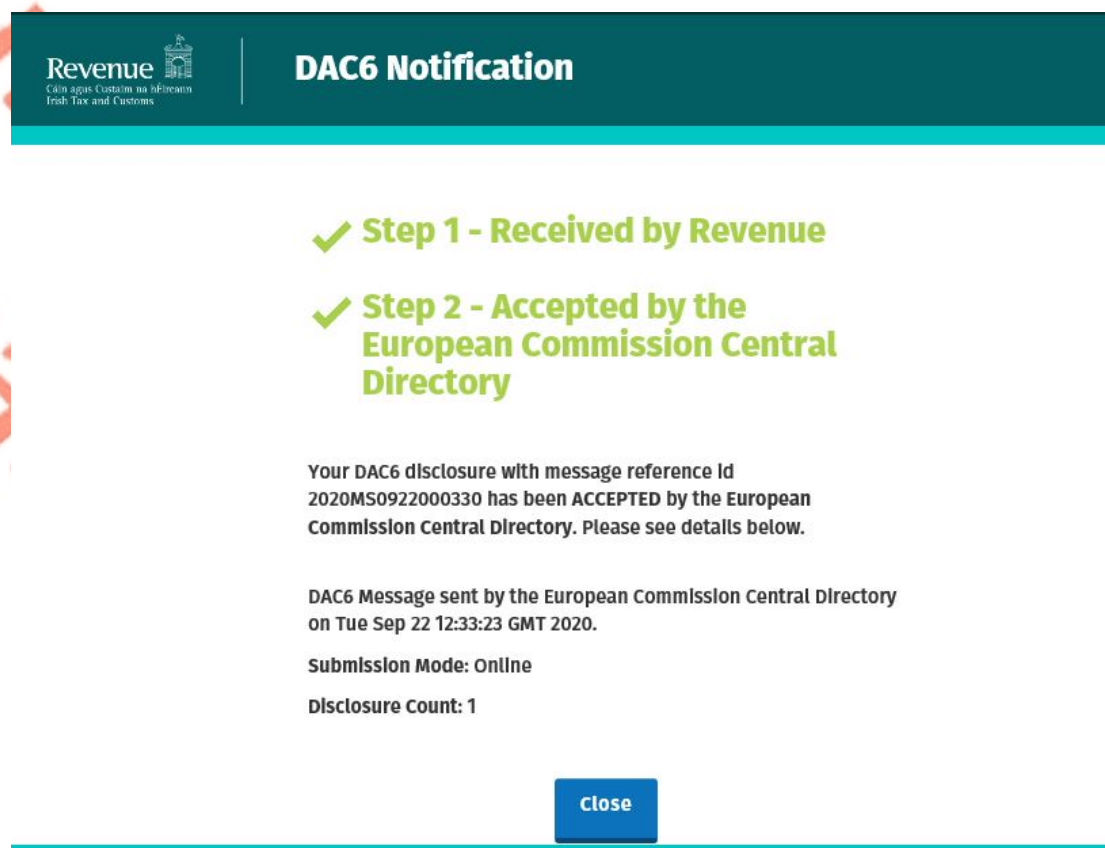 Revenue
Cáin agus Custaim na hÉireann
Irish Tax and Customs
DAC6 Notification
Step 1 - Received by Revenue
Step 2 - Accepted by the
European Commission Central
Directory
Your DAC6 disclosure with message reference id
2020MS0922000330 has been ACCEPTED by the European
Commission Central Directory. Please see details below.
DAC6 Message sent by the European Commission Central Directory
on Tue Sep 22 12:33:23 GMT 2020.
Submission Mode: Online
Disclosure Count: 1
Close